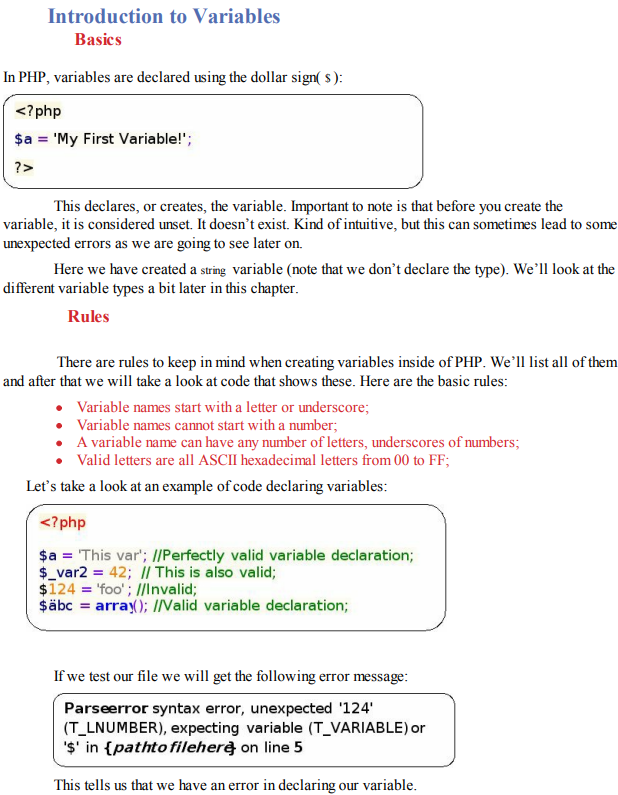 Introduction to Variables
Basics
In PHP, variables are declared using the dollar sign( $ ):
<?php
$a = 'My First Variable!';
?>
This declares, or creates, the variable. Important to note is that before you create the
variable, it is considered unset. It doesn't exist. Kind of intuitive, but this can sometimes lead to some
unexpected errors as we are going to see later on.
Here we have created a string variable (note that we don't declare the type). We'll look at the
different variable types a bit later in this chapter.
Rules
There are rules to keep in mind when creating variables inside of PHP. We'll list all of them
and after that we will take a look at code that shows these. Here are the basic rules:
• Variable names start with a letter or underscore;
• Variable names cannot start with a number;
• A variable name can have any number of letters, underscores of numbers;
• Valid letters are all ASCII hexadecimal letters from 00 to FF;
Let's take a look at an example of code declaring variables:
<?php
$a = 'This var'; //Perfectly valid variable declaration;
$_var2 = 42; // This is also valid;
$124 = 'foo'; //Invalid;
$äbc = array(); //Valid variable declaration;
If we test our file we will get the following error message:
Parseerror syntax error, unexpected '124'
(T_LNUMBER), expecting variable (T_VARIABLE) or
'$' in {pathtofilehere} on line 5
This tells us that we have an error in declaring our variable.